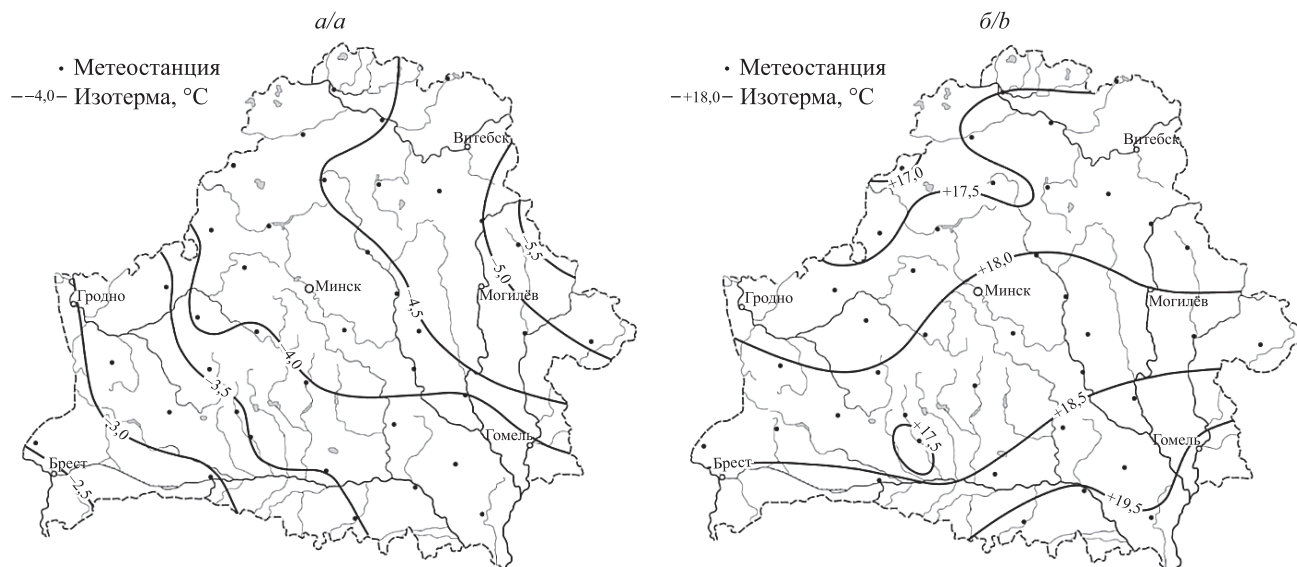 а/a
• Метеостанция
−−4,0− Изотерма, °C
Витебск
−5,5
−5,0
Минск
Могилёв
Гродно
4,5
−4,0
−3,5
−3,0
Гомель
Брест
−2,5
б/b
• Метеостанция
−+18,0− Изотерма, °C
Витебск
+17,0
+17,5
+18,0
Минск
Могилёв
Гродно
+18,5
+17,5
Гомель
Брест
+19,5